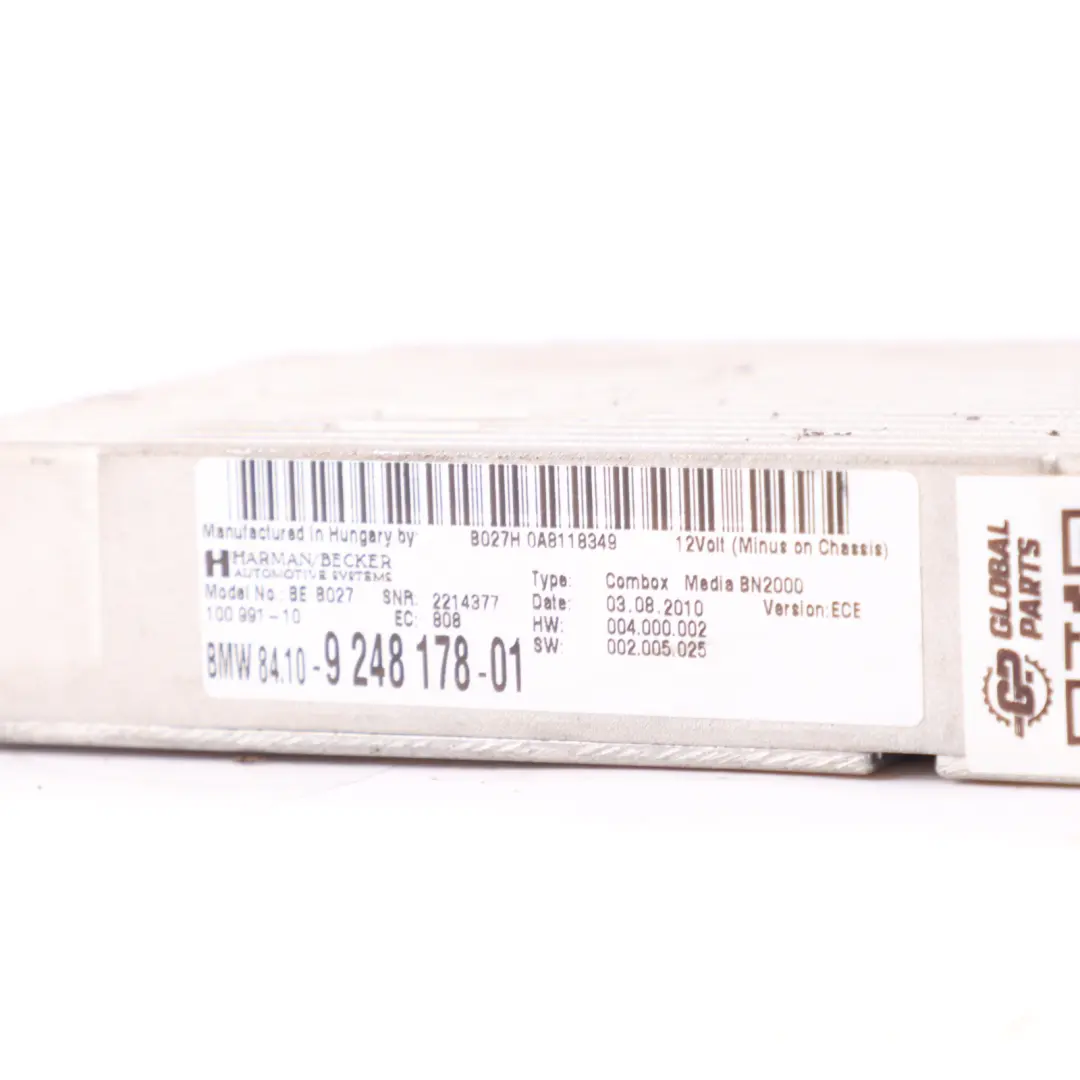 Manufactured in Hungary by: B027H 0A8118349 12Volt (Minus on Chassis)
HARMAN/BECKER
AUTOMOTIVE SYSTEMS
Model No.: BE B027 SNR. 2214377
100 991-10 EC: 808
BMW 84.10-9 248 178-01
Type: Combox Media BN2000
Date: 03.08.2010 Version: ECE
HW: 004.000.002
SW: 002.005.025
GLOBAL
PARTS